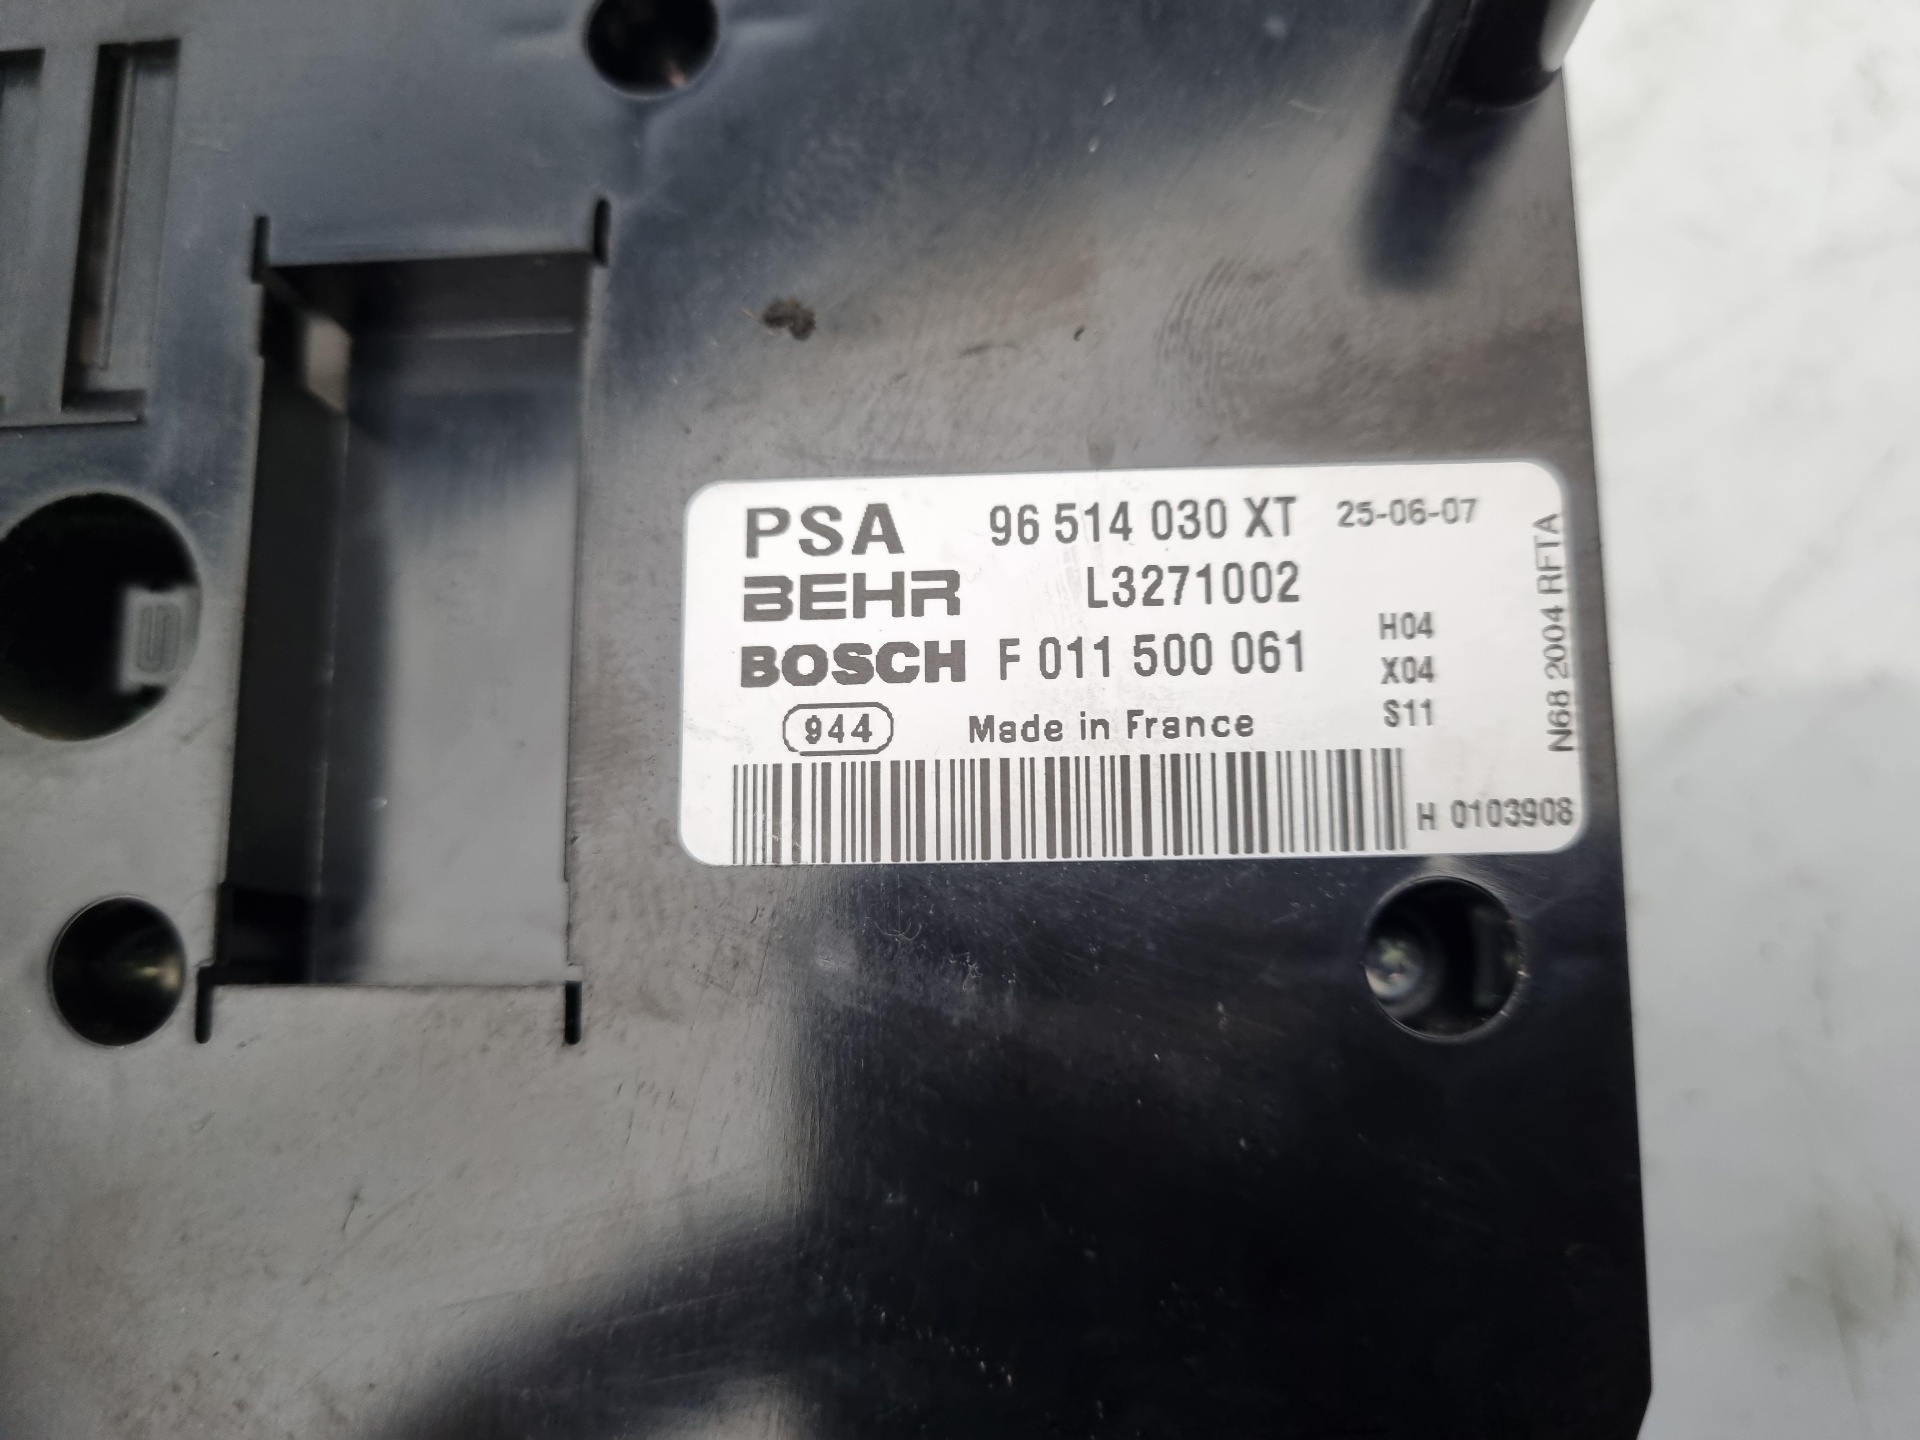 PSA 96 514 030 XT 25-06-07
BEHR L3271002
BOSCH F 011 500 061
H04
X04
S11
944 Made in France
H 0103908
N68 2004 RFTA